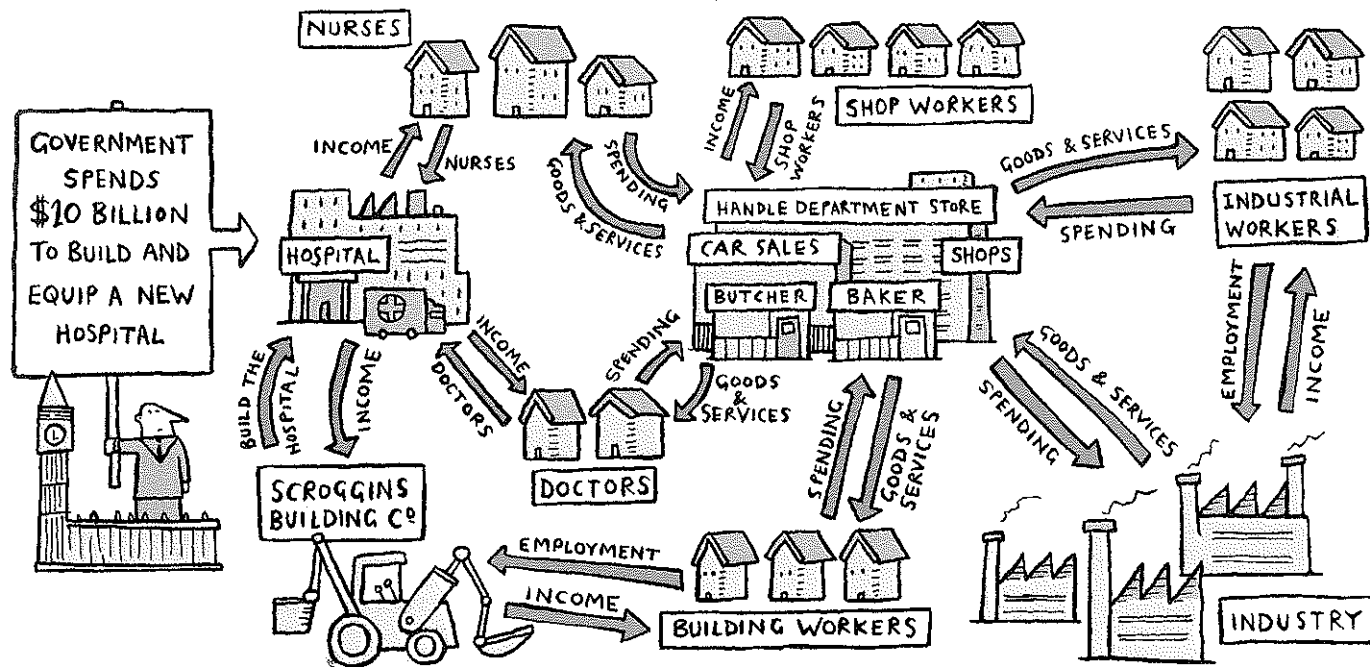 GOVERNMENT
SPENDS
$20 BILLION
TO BUILD AND
EQUIP A NEW
HOSPITAL
NURSES
INCOME
NURSES
SPENDING
GOODS & SERVICES
INCOME
SHOP
WORKERS
SHOP WORKERS
GOODS & SERVICES
SPENDING
INDUSTRIAL
WORKERS
HANDLE DEPARTMENT STORE
CAR SALES
SHOPS
BUTCHER
BAKER
HOSPITAL
BUILD THE
HOSPITAL
INCOME
INCOME
DOCTORS
SPENDING
GOODS
&
SERVICES
DOCTORS
SPENDING
GOODS &
SERVICES
GOODS & SERVICES
SPENDING
EMPLOYMENT
INCOME
SCROGGINS
BUILDING Co
EMPLOYMENT
INCOME
BUILDING WORKERS
INDUSTRY